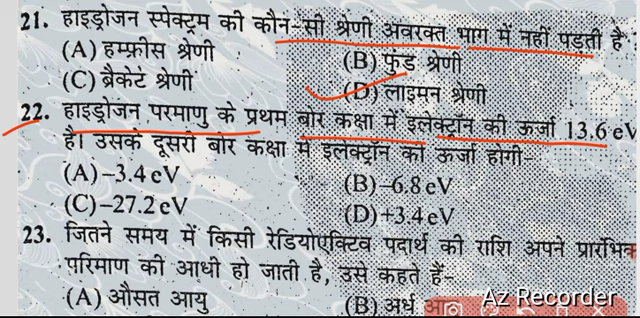 21. हाइड्रोजन स्पेक्ट्रम की कौन-सी श्रेणी अवरक्त भाग में नहीं पड़ती है
(A) हम्फ्रीस श्रेणी (B) फुंड श्रेणी
(C) ब्रैकेट श्रेणी (D) लाइमन श्रेणी
22. हाइड्रोजन परमाणु के प्रथम बोर कक्षा में इलेक्ट्रॉन की ऊर्जा 13.6 eV
है। उसके दूसरी बोर कक्षा में इलेक्ट्रॉन की ऊर्जा होगी-
(A) –3.4 eV (B) –6.8 eV
(C) –27.2 eV (D) +3.4 eV
23. जितने समय में किसी रेडियोएक्टिव पदार्थ की राशि अपने प्रारंभिक
परिमाण की आधी हो जाती है, उसे कहते हैं-
(A) औसत आयु (B) अर्ध Az Recorder